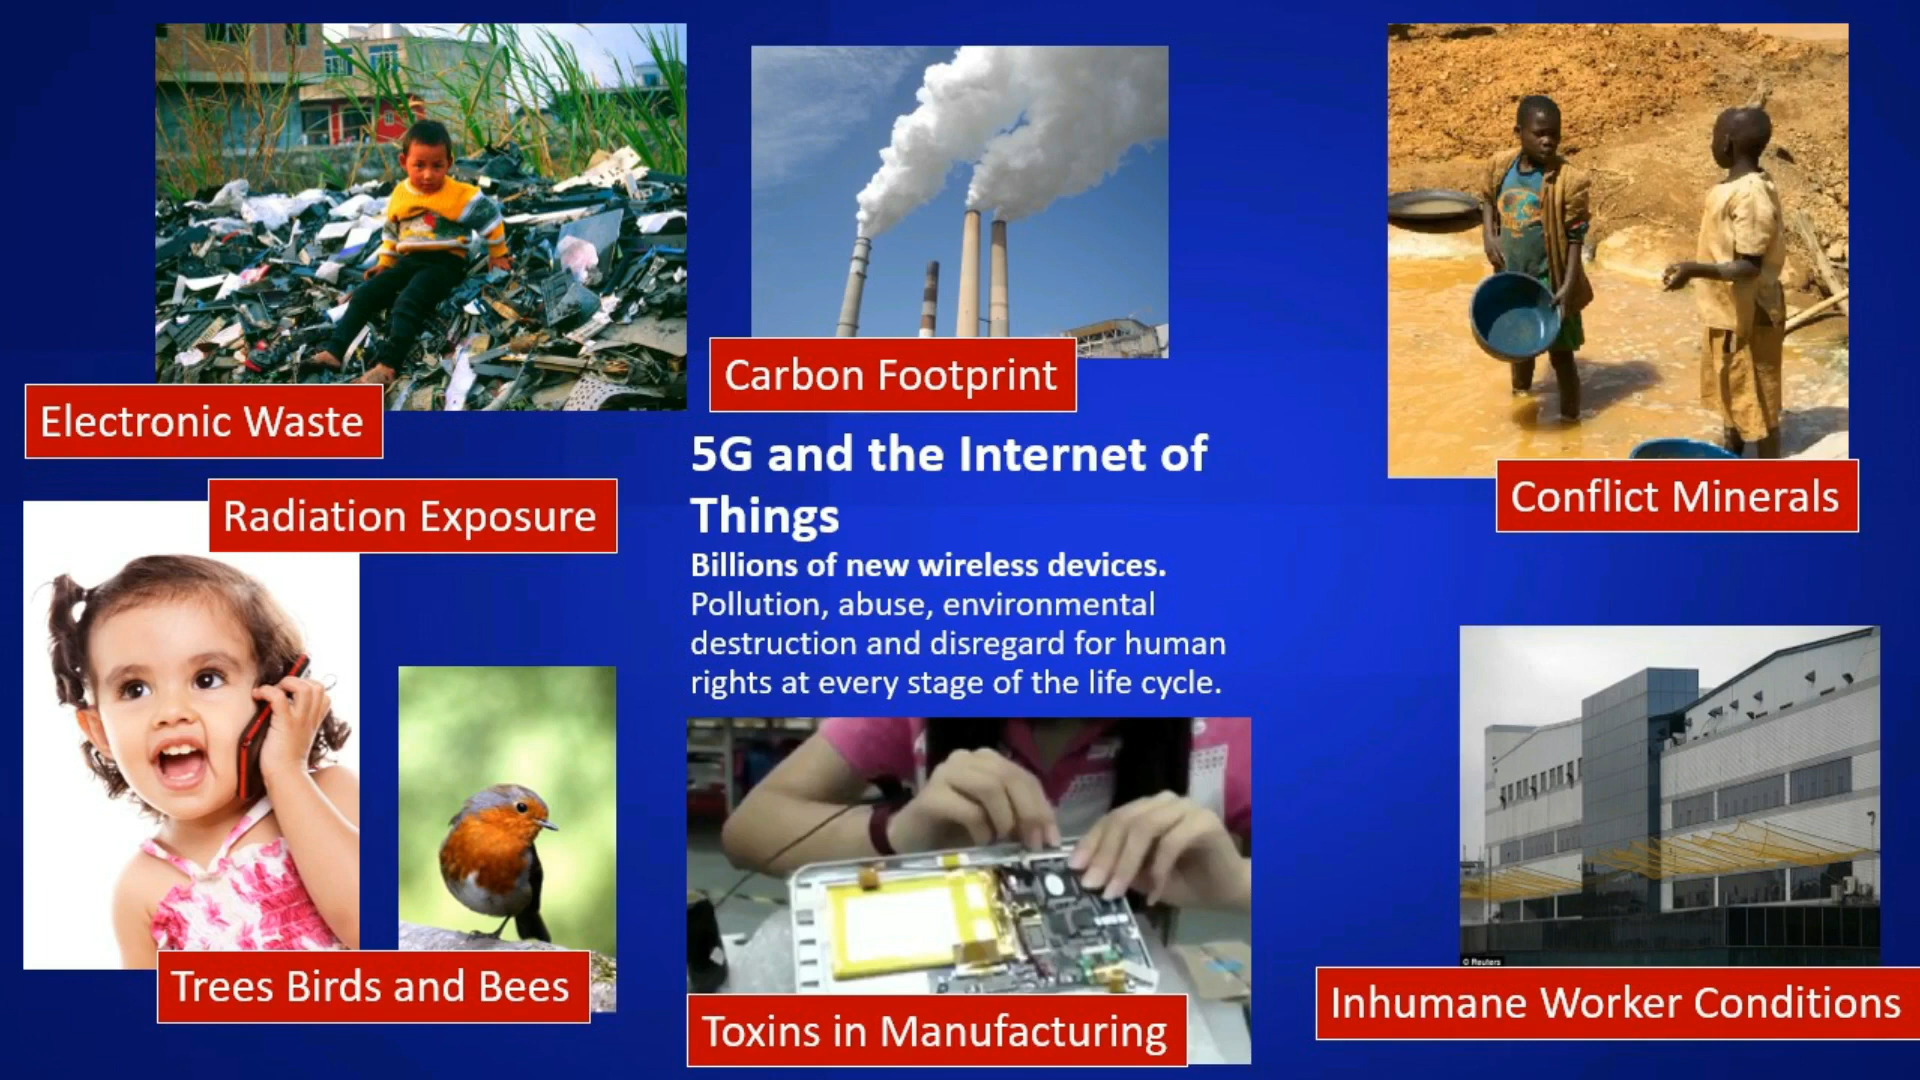 Carbon Footprint
Electronic Waste
5G and the Internet of
Things
Conflict Minerals
Radiation Exposure
Billions of new wireless devices.
Pollution, abuse, environmental
destruction and disregard for human
rights at every stage of the life cycle.
© Reuters
Trees Birds and Bees
Inhumane Worker Conditions
Toxins in Manufacturing